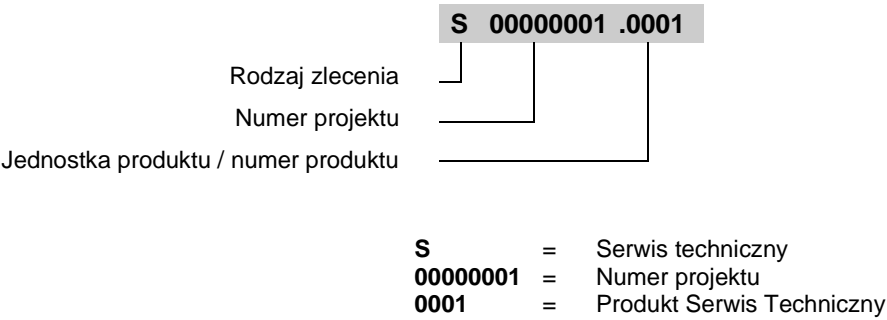 S 00000001 .0001
Rodzaj zlecenia
Numer projektu
Jednostka produktu / numer produktu
S = Serwis techniczny
00000001 = Numer projektu
0001 = Produkt Serwis Techniczny